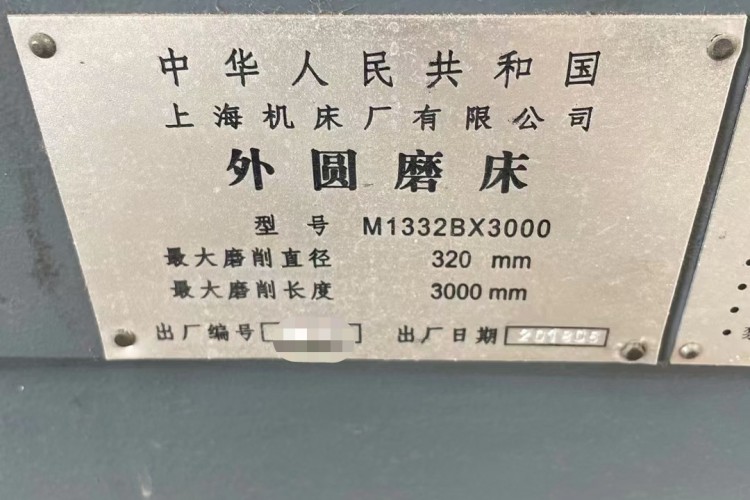 中华人民共和国
上海机床厂有限公司
外圆磨床
型号 M1332BX3000
最大磨削直径 320 mm
最大磨削长度 3000 mm
出厂编号 出厂日期 201805